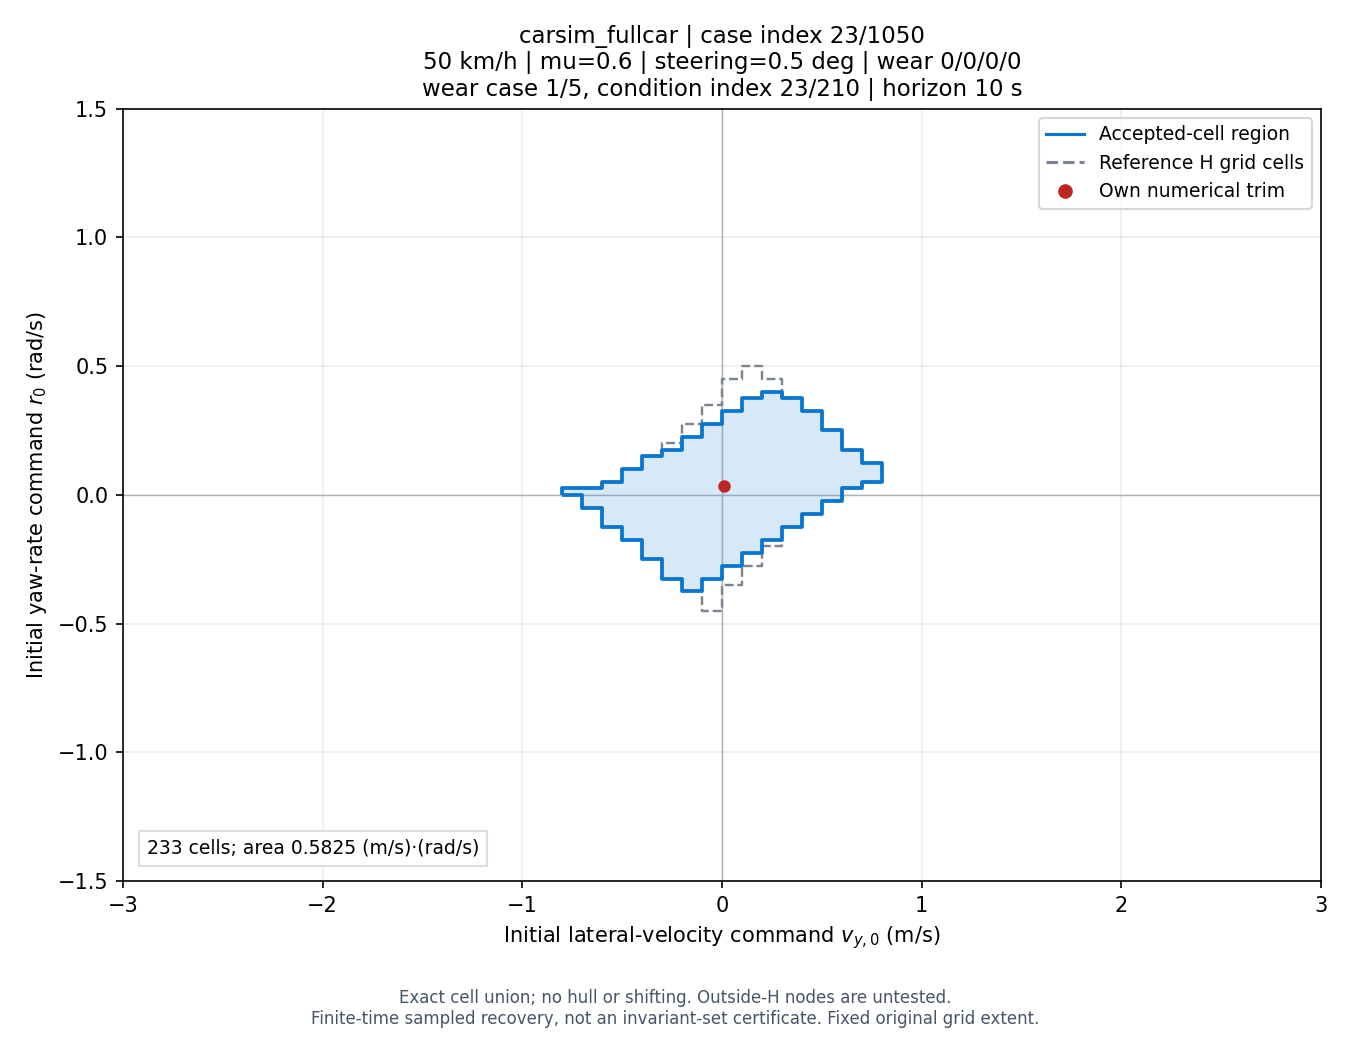 carsim_fullcar | case index 23/1050
50 km/h | mu=0.6 | steering=0.5 deg | wear 0/0/0/0
wear case 1/5, condition index 23/210 | horizon 10 s
Accepted-cell region
Reference H grid cells
Own numerical trim
1.5
1.0
0.5
0.0
−0.5
−1.0
−1.5
Initial yaw-rate command r0 (rad/s)
233 cells; area 0.5825 (m/s)·(rad/s)
−3
−2
−1
0
1
2
3
Initial lateral-velocity command vy,0 (m/s)
Exact cell union; no hull or shifting. Outside-H nodes are untested.
Finite-time sampled recovery, not an invariant-set certificate. Fixed original grid extent.